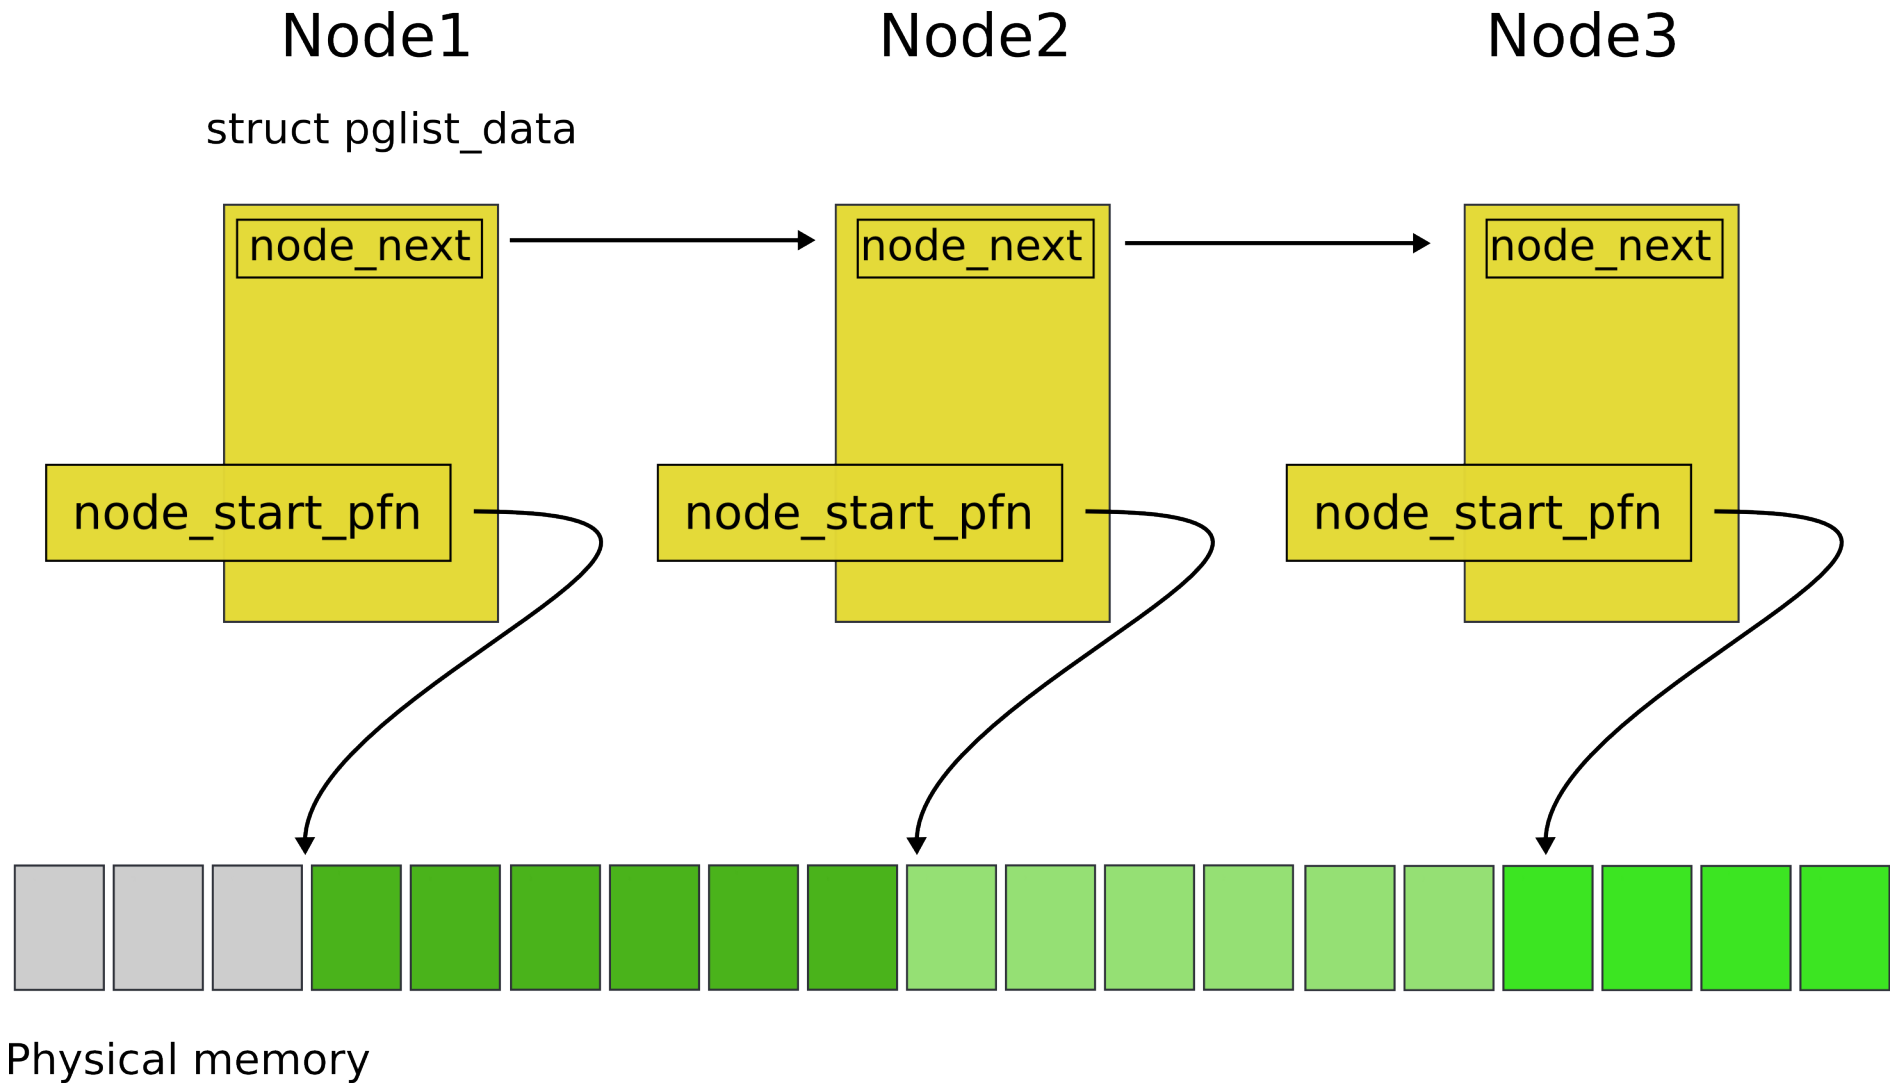 Node1
Node2
Node3
struct pglist_data
node_next
node_next
node_next
node_start_pfn
node_start_pfn
node_start_pfn
Physical memory